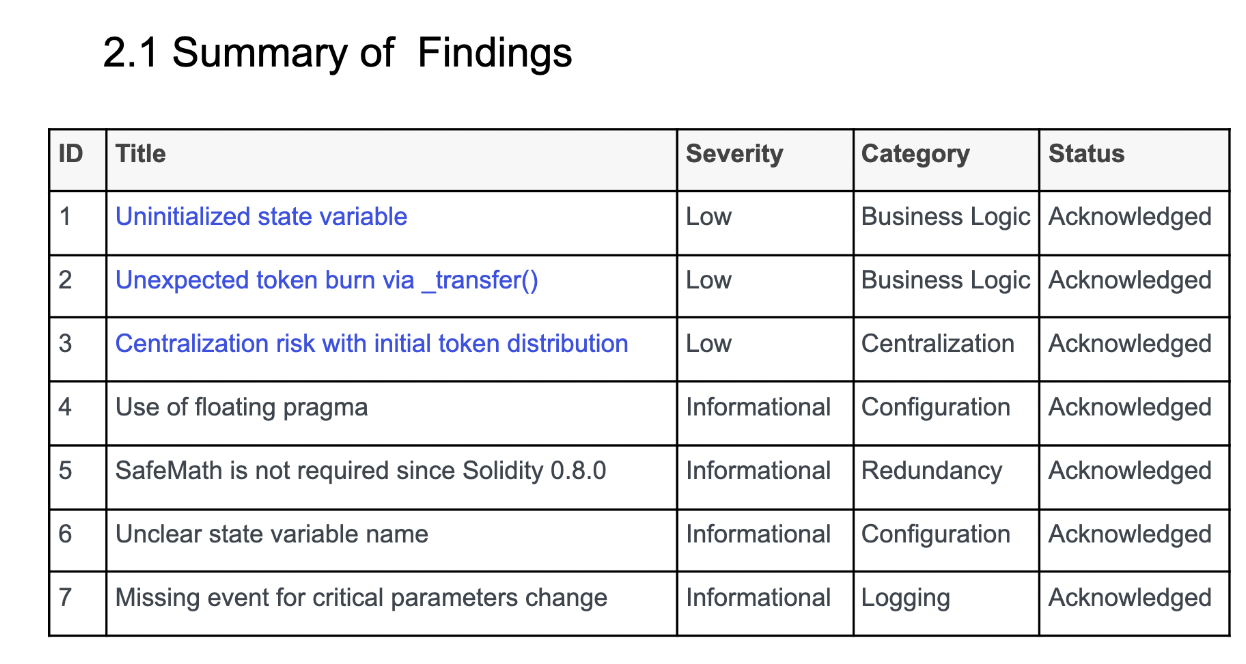 2.1 Summary of Findings
ID Title Severity Category Status
1 Uninitialized state variable Low Business Logic Acknowledged
2 Unexpected token burn via _transfer() Low Business Logic Acknowledged
3 Centralization risk with initial token distribution Low Centralization Acknowledged
4 Use of floating pragma Informational Configuration Acknowledged
5 SafeMath is not required since Solidity 0.8.0 Informational Redundancy Acknowledged
6 Unclear state variable name Informational Configuration Acknowledged
7 Missing event for critical parameters change Informational Logging Acknowledged